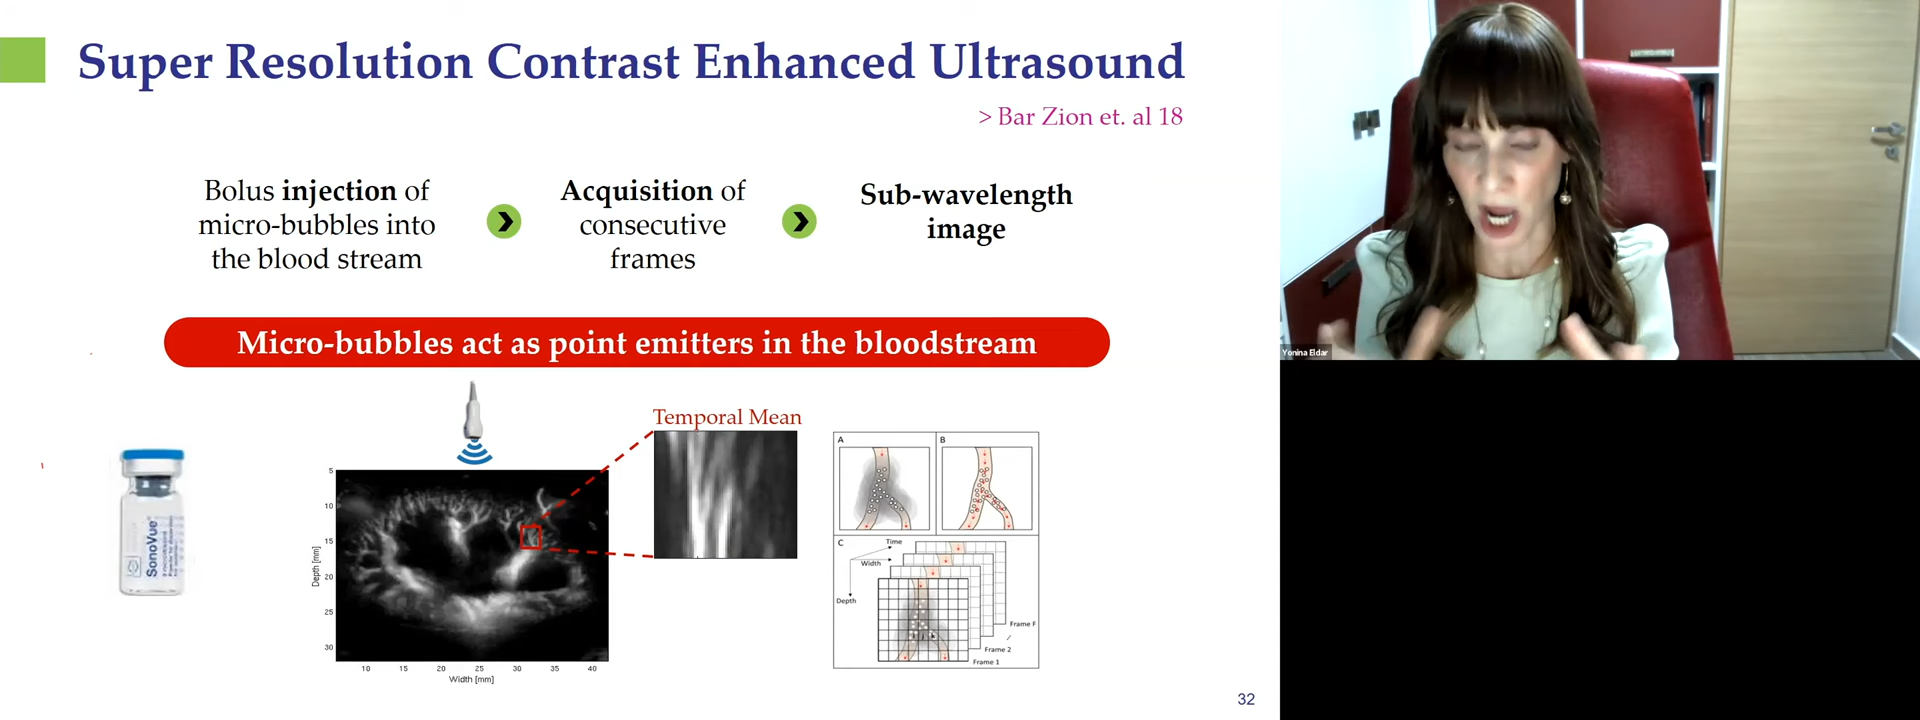 Super Resolution Contrast Enhanced Ultrasound
> Bar Zion et. al 18
Bolus injection of
micro-bubbles into
the blood stream
Acquisition of
consecutive
frames
Sub-wavelength
image
Micro-bubbles act as point emitters in the bloodstream
Temporal Mean
SonoVue
5
10
15
20
25
30
Depth [mm]
10 15 20 25 30 35 40
Width [mm]
A
B
C
Time
Width
Depth
Frame F
Frame 2
Frame 1
32
Yonina Eldar